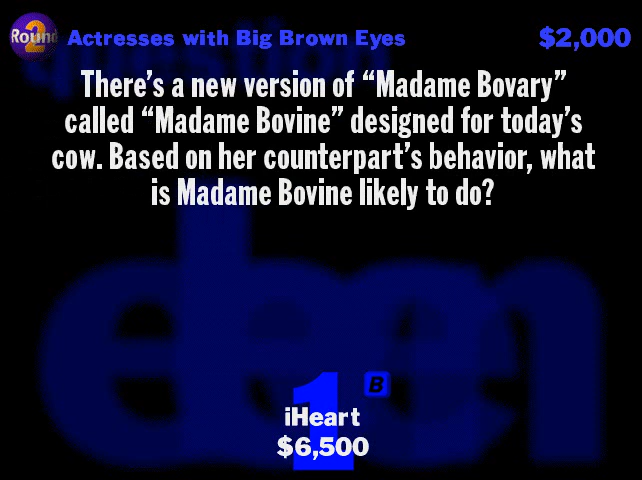 Round 2 Actresses with Big Brown Eyes $2,000
There's a new version of “Madame Bovary”
called “Madame Bovine” designed for today's
cow. Based on her counterpart's behavior, what
is Madame Bovine likely to do?
1 B
iHeart
$6,500